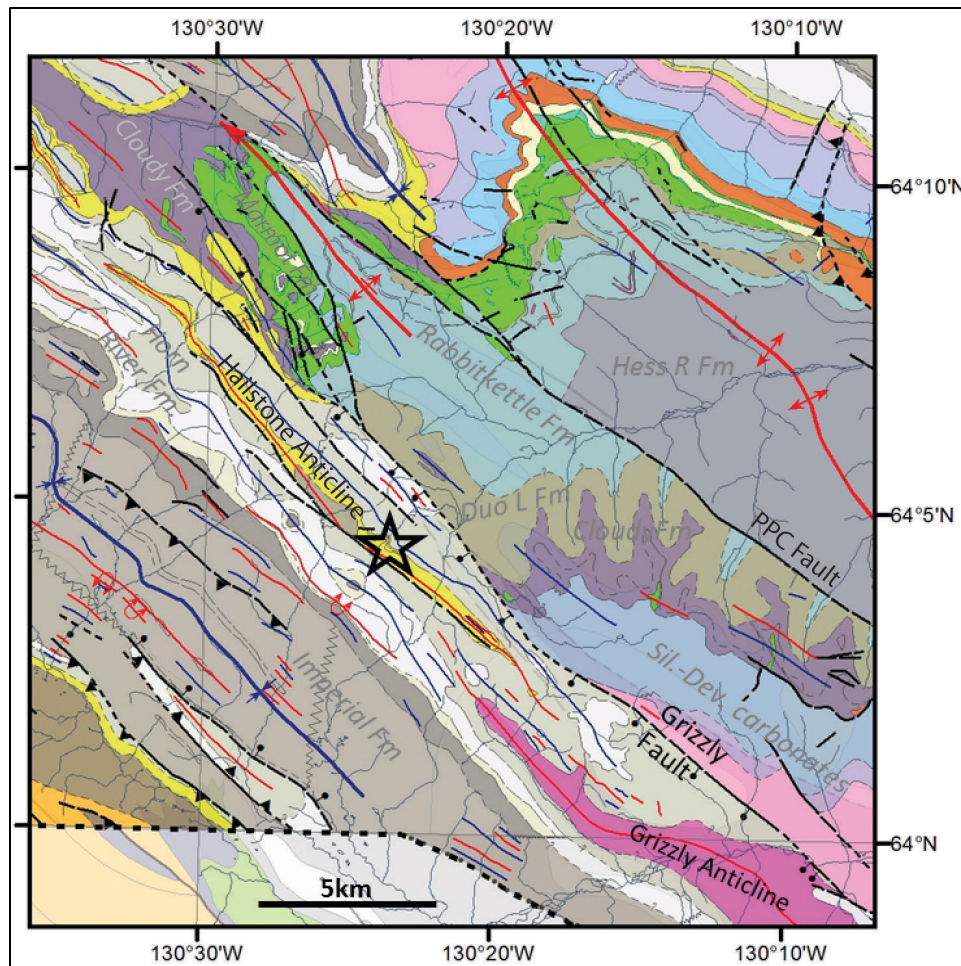 130°30'W 130°20'W 130°10'W
64°10'N
Cloudy Fm
Marmot Fm
Rabbitkettle Fm
Hess R Fm
Horn
River Fm.
Hailstone Anticline
Duo L Fm
Cloudy Fm
64°5'N
PPC Fault
Imperial Fm
Sil.-Dev. carbonates
Grizzly
Fault
Grizzly Anticline
64°N
5km
130°30'W 130°20'W 130°10'W